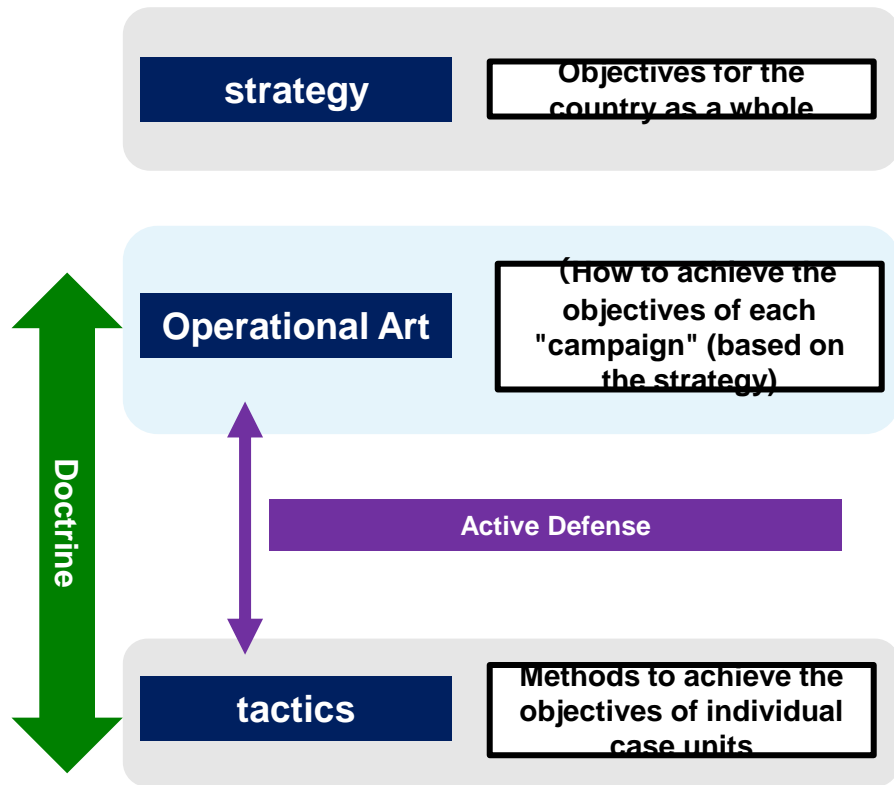 strategy
Objectives for the
country as a whole
Operational Art
（How to achieve the
objectives of each
"campaign" (based on
the strategy)
Doctrine
Active Defense
tactics
Methods to achieve the
objectives of individual
case units